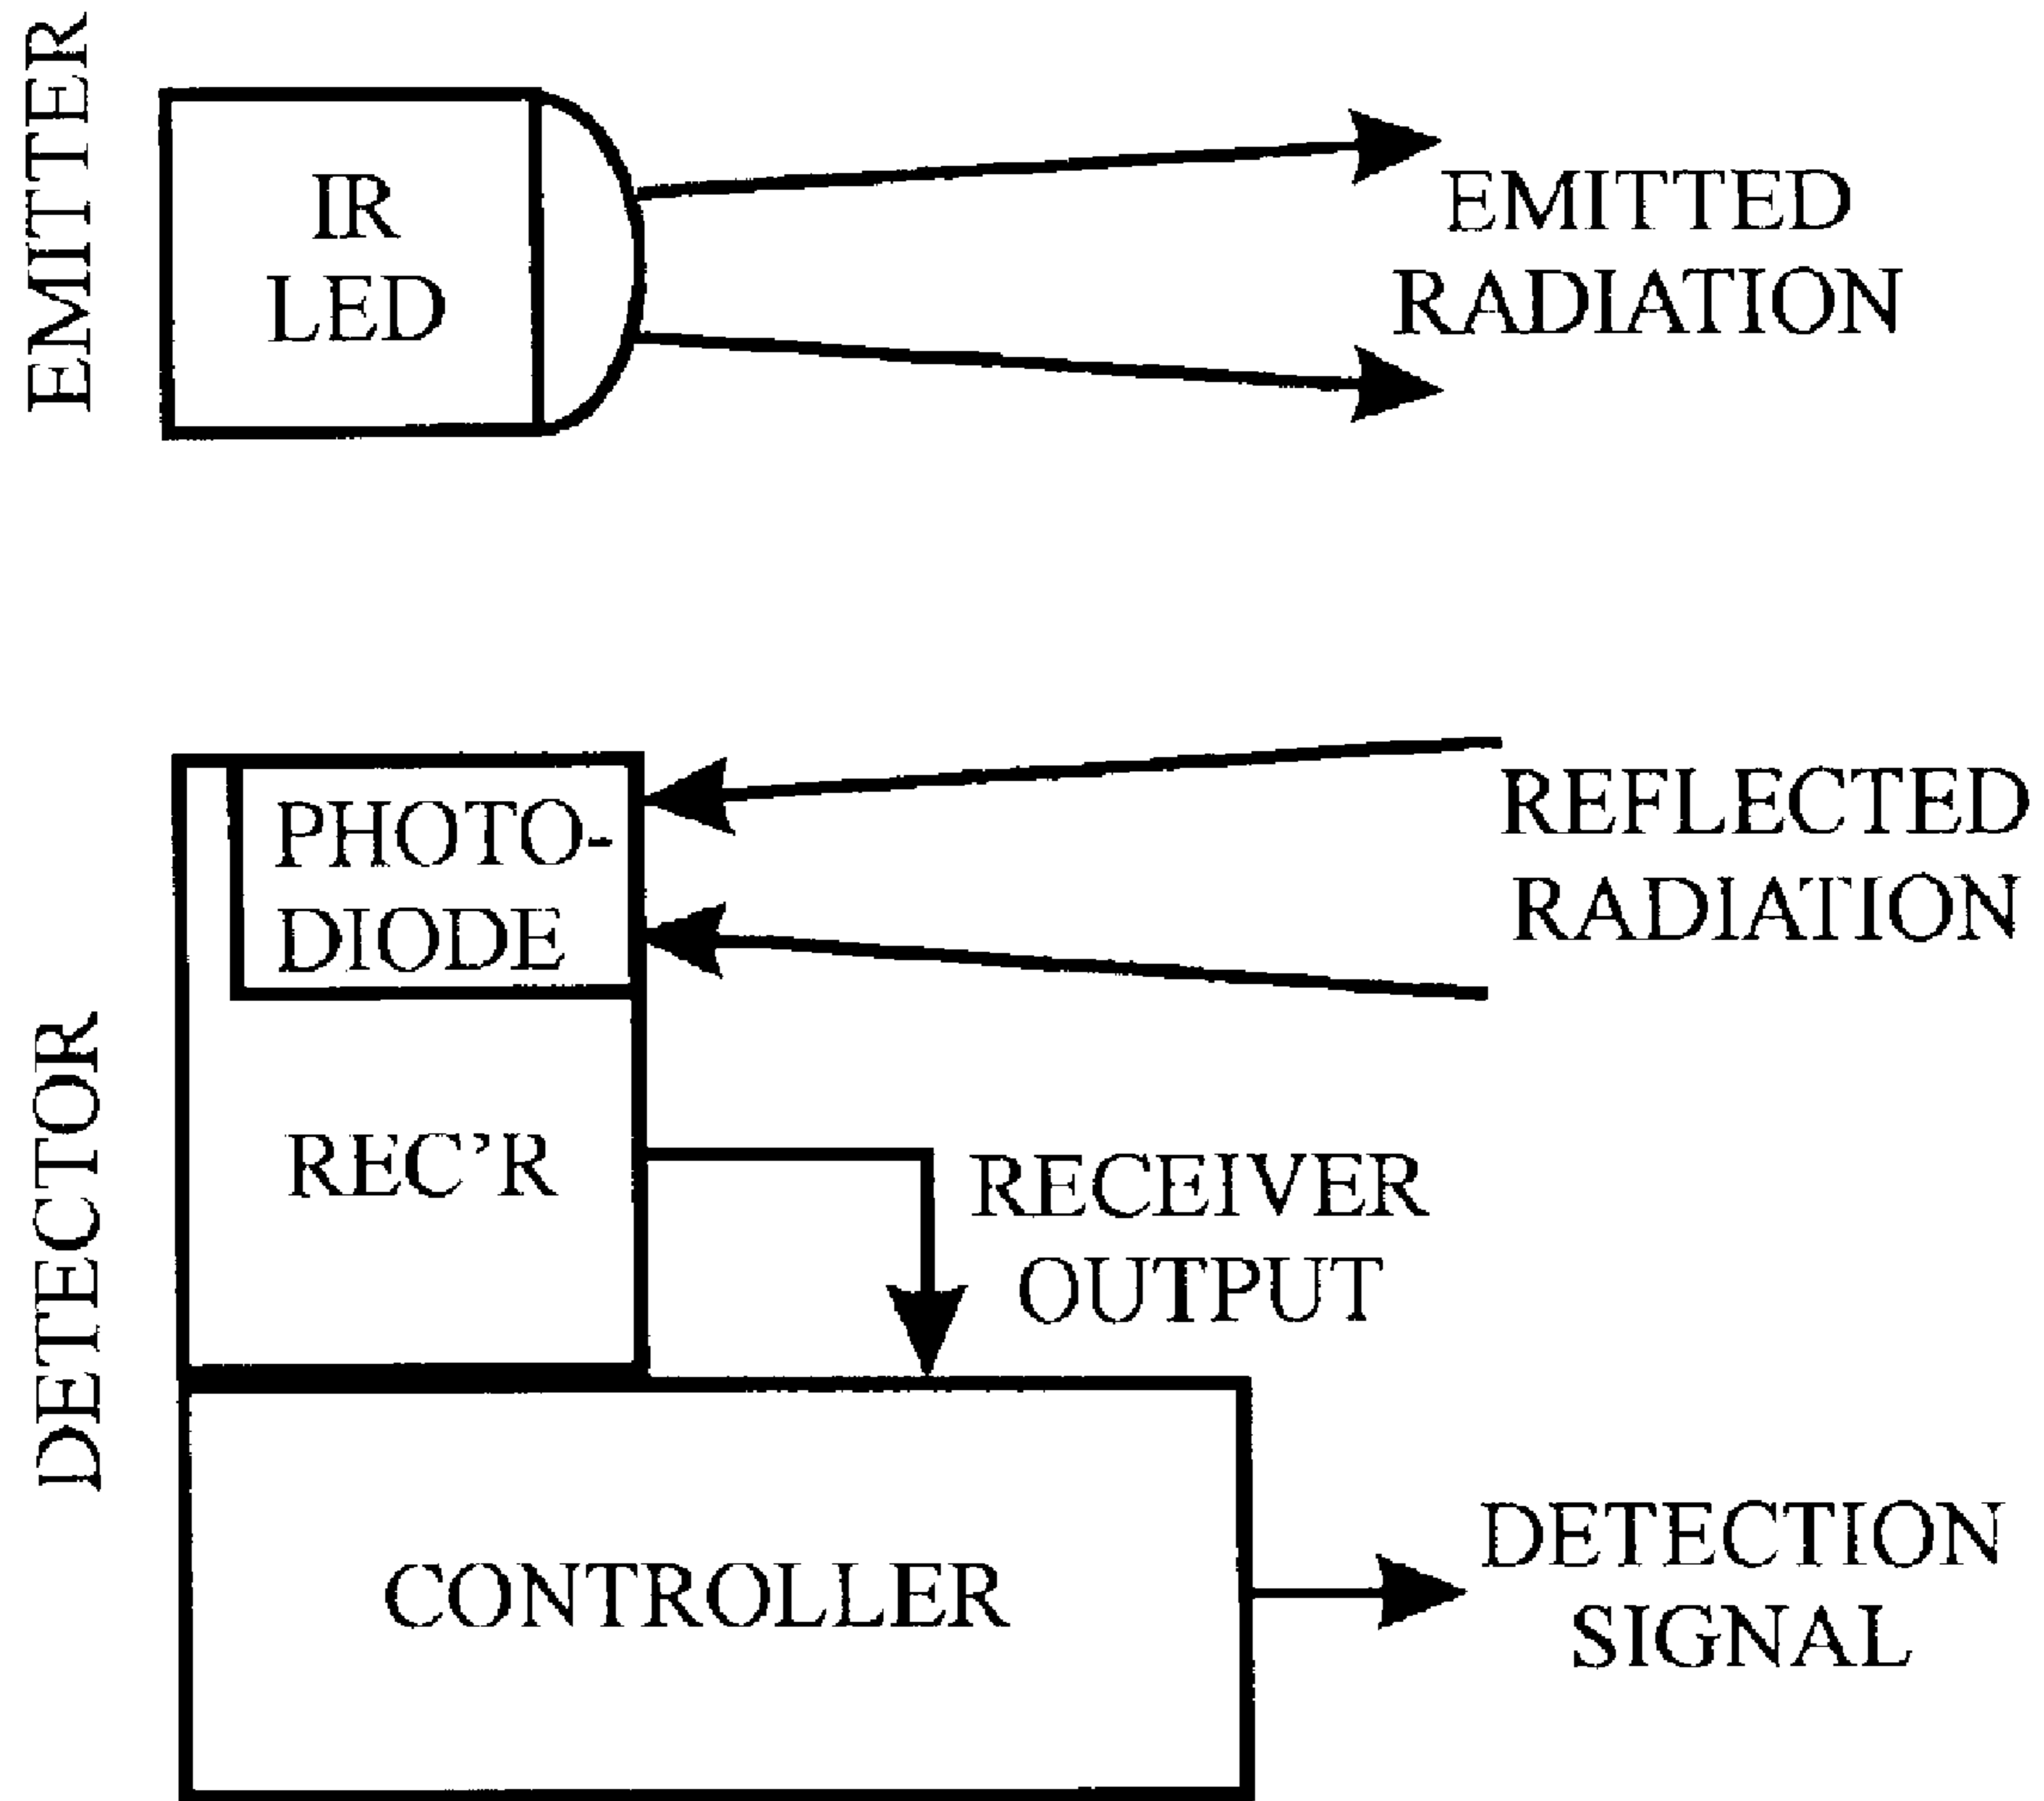 EMITTER
IR
LED
EMITTED
RADIATION
PHOTO-
DIODE
REFLECTED
RADIATION
DETECTOR
REC'R
RECEIVER
OUTPUT
CONTROLLER
DETECTION
SIGNAL